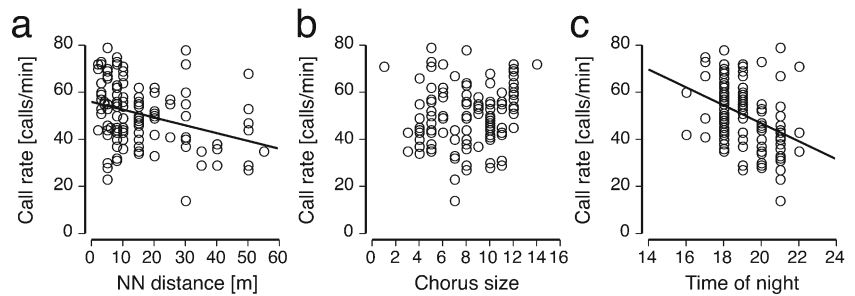 a
Call rate [calls/min]
80
60
40
20
0
0 10 20 30 40 50 60
NN distance [m]
b
Call rate [calls/min]
80
60
40
20
0
0 2 4 6 8 10 12 14 16
Chorus size
c
Call rate [calls/min]
80
60
40
20
0
14 16 18 20 22 24
Time of night